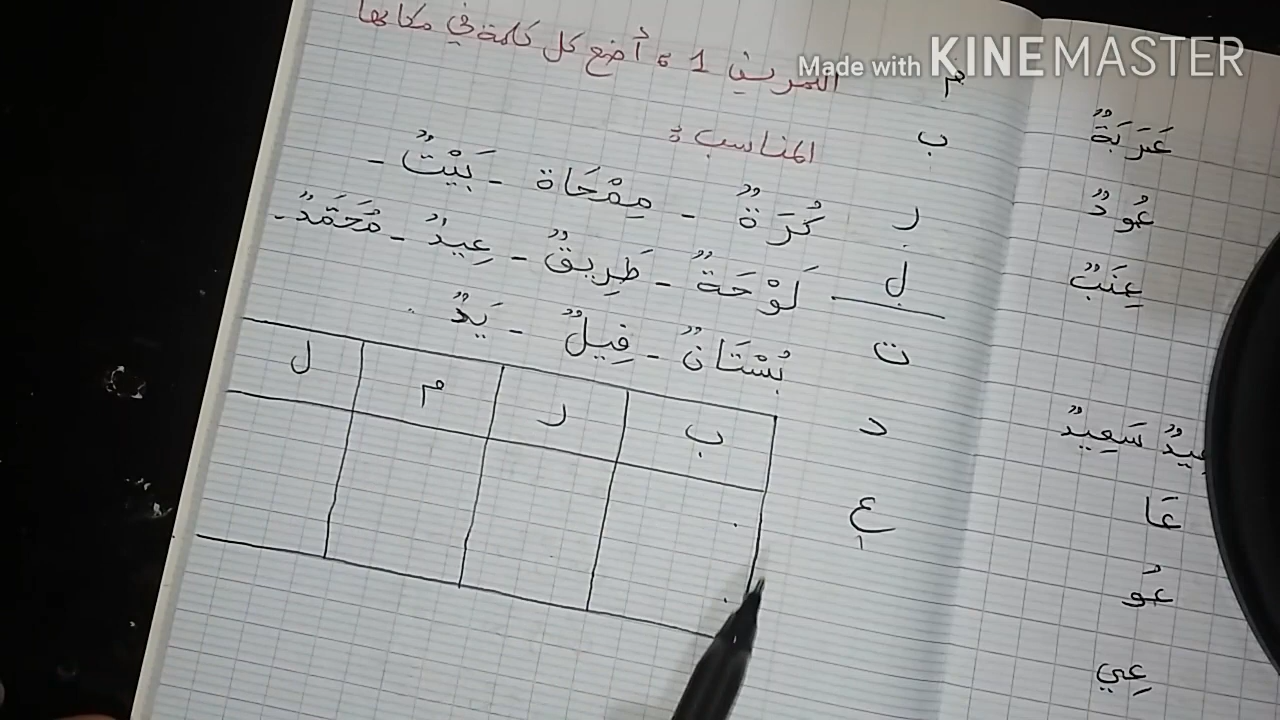 التمرين 1 : أضع كل كلمة في مكانها
المناسب :
كُرَةٌ - مِمْحَاة - بَيْتٌ -
لَوْحَةٌ - طَرِيقٌ - عِيدٌ - مُحَمَّدٌ -
بُسْتَانٌ - فِيلٌ - يَدٌ .
ب ر م ل
م
ب
ر
ل
ت
د
ع
عَرَبَةٌ
عُودٌ
عِنَبٌ
سَعِيدٌ
عَا
عُو
عِي
Made with KINEMASTER